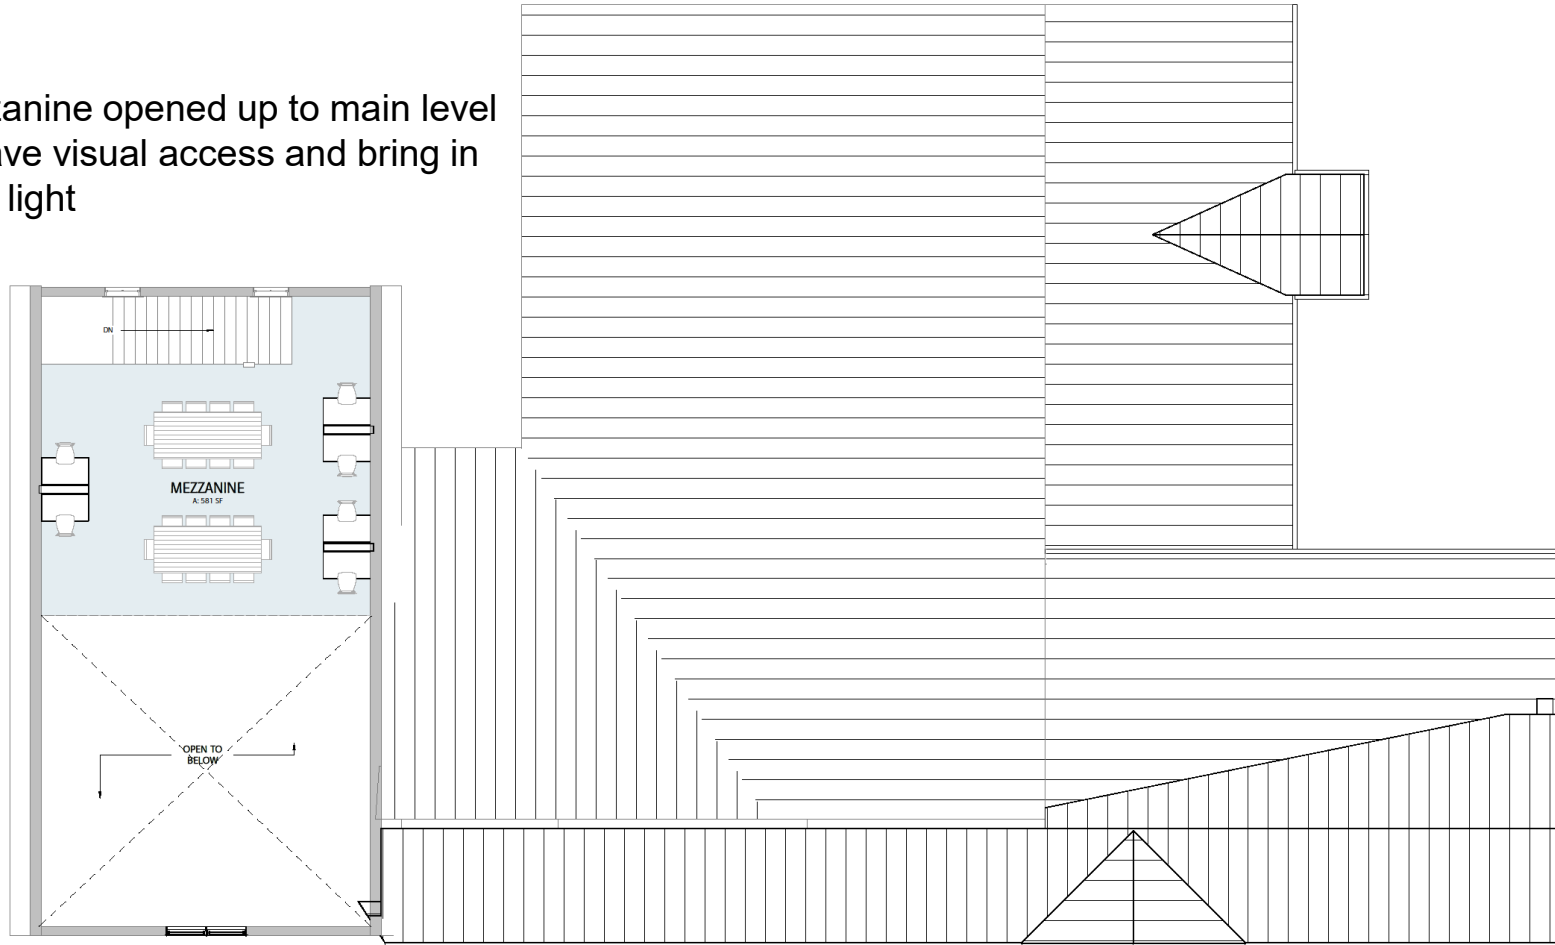 zanine opened up to main level
ave visual access and bring in
light
DN
MEZZANINE
A: 581 SF
OPEN TO
BELOW